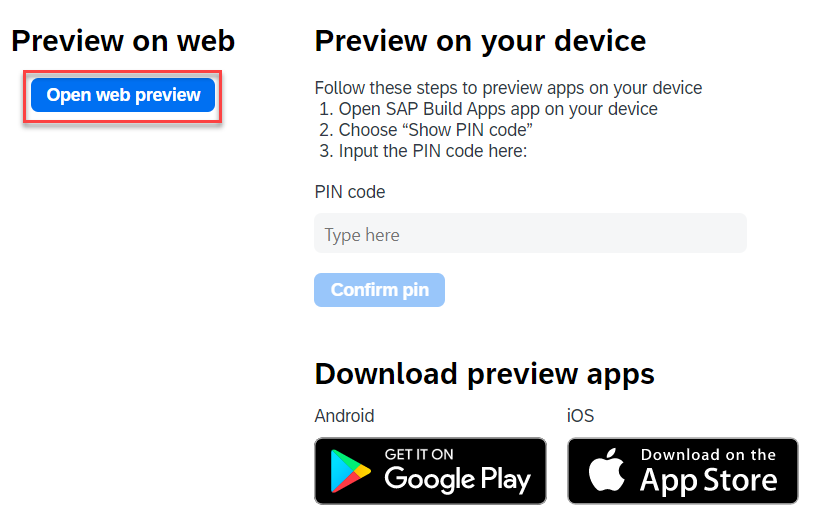 Preview on web
Open web preview
Preview on your device
Follow these steps to preview apps on your device
1. Open SAP Build Apps app on your device
2. Choose “Show PIN code”
3. Input the PIN code here:
PIN code
Type here
Confirm pin
Download preview apps
Android
GET IT ON
Google Play
iOS
Download on the
App Store